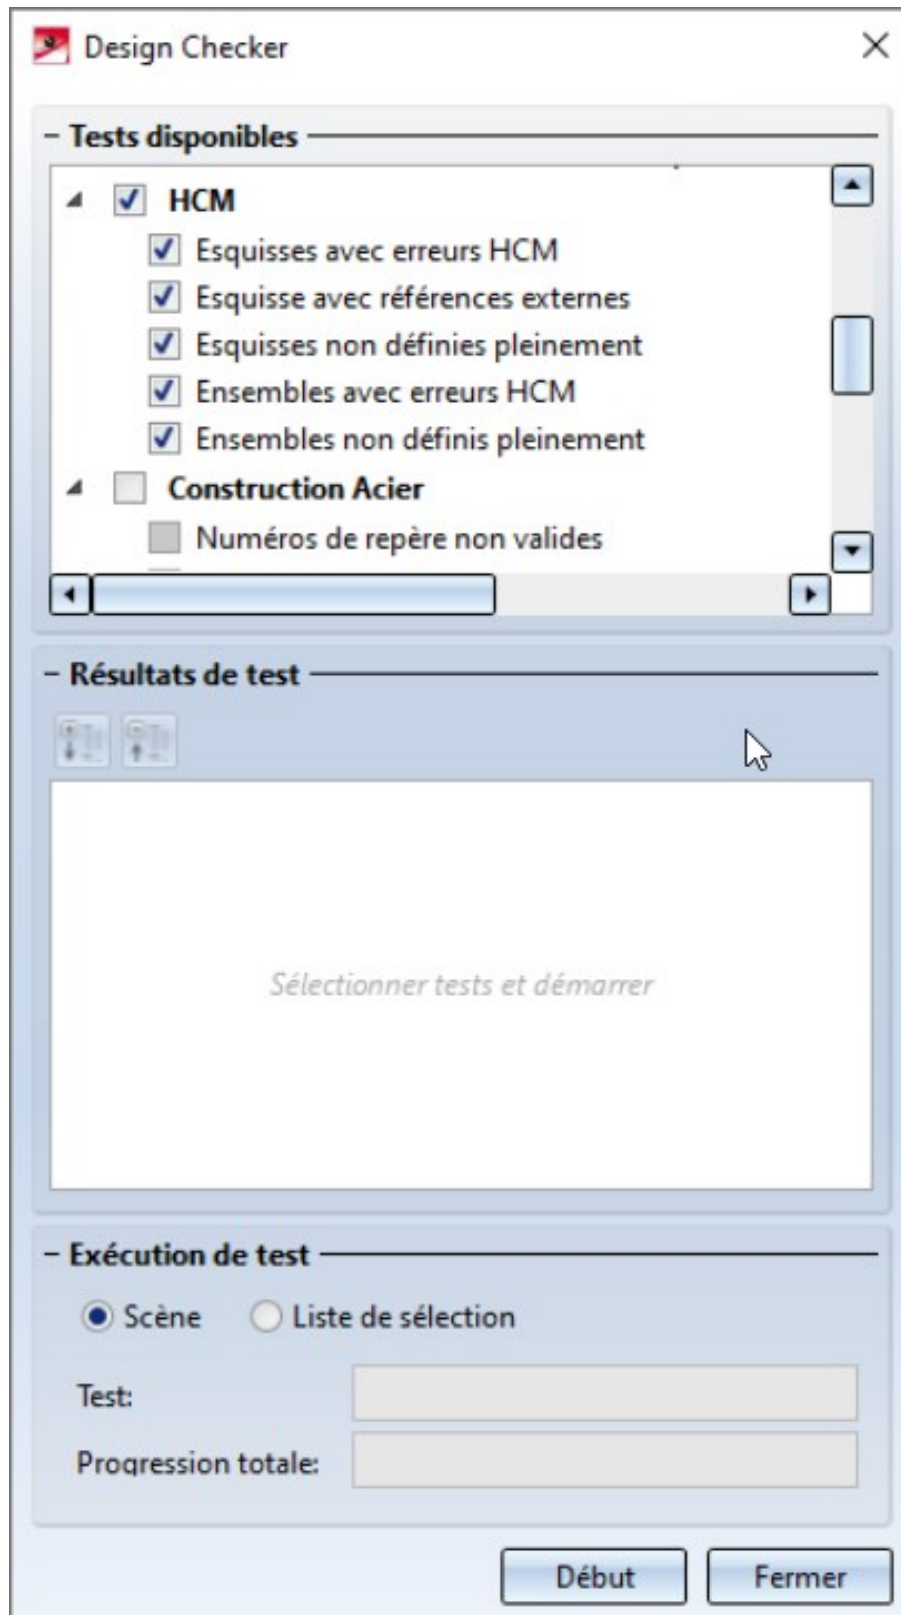 Design Checker
Tests disponibles
HCM
Esquisses avec erreurs HCM
Esquisse avec références externes
Esquisses non définies pleinement
Ensembles avec erreurs HCM
Ensembles non définis pleinement
Construction Acier
Numéros de repère non valides
Résultats de test
Sélectionner tests et démarrer
Exécution de test
Scène Liste de sélection
Test:
Progression totale:
Début Fermer